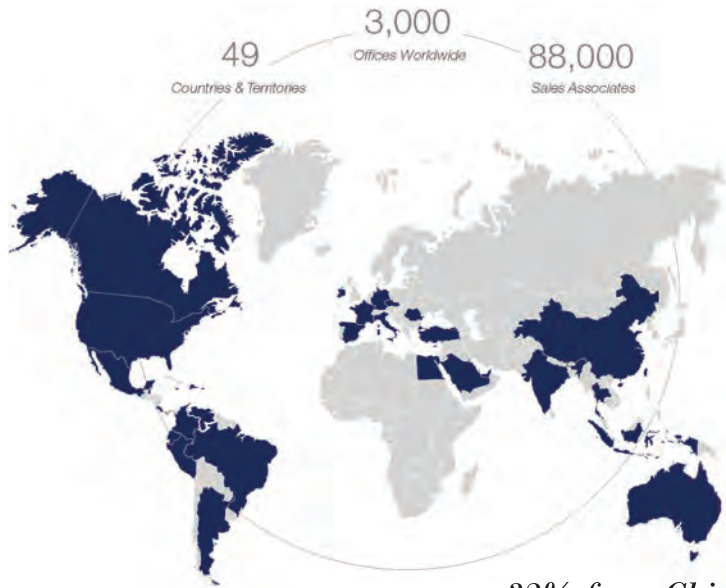 3,000
Offices Worldwide
49
Countries & Territories
88,000
Sales Associates